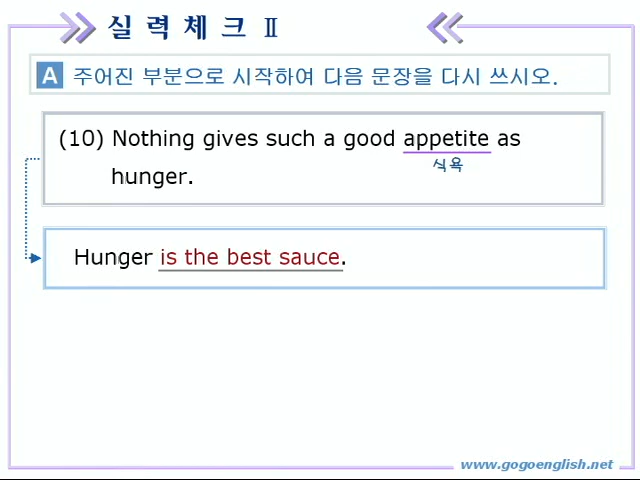 실력체크 Ⅱ
A 주어진 부분으로 시작하여 다음 문장을 다시 쓰시오.
(10) Nothing gives such a good appetite as
식욕
hunger.
Hunger is the best sauce.
www.gogoenglish.net